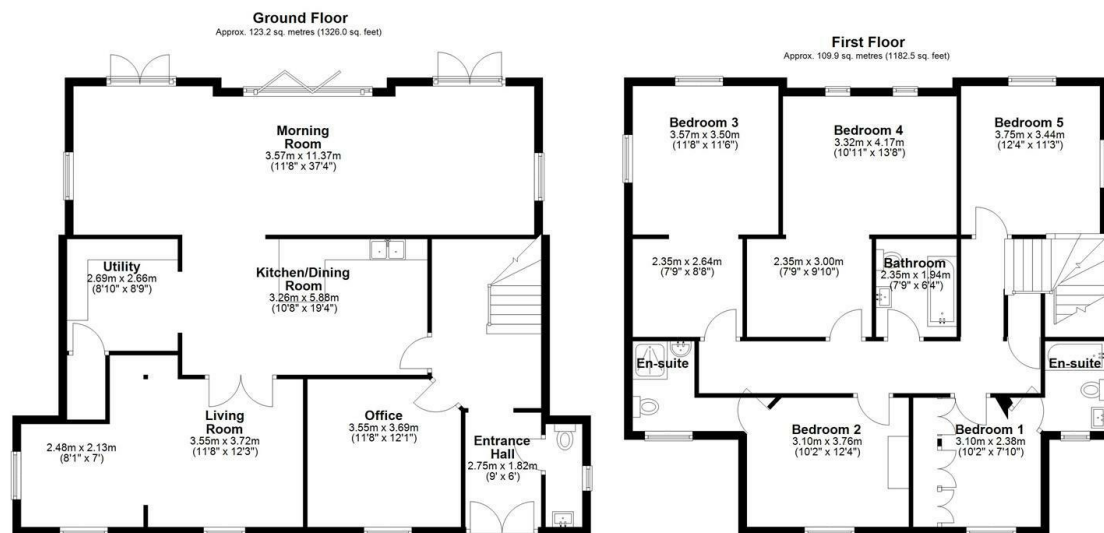 Ground Floor
Approx. 123.2 sq. metres (1326.0 sq. feet)
Morning
Room
3.57m x 11.37m
(11'8" x 37'4")
Utility
2.69m x 2.66m
(8'10" x 8'9")
Kitchen/Dining
Room
3.26m x 5.88m
(10'8" x 19'4")
Living
Room
3.55m x 3.72m
(11'8" x 12'3")
2.48m x 2.13m
(8'1" x 7')
Office
3.55m x 3.69m
(11'8" x 12'1")
Entrance
Hall
2.75m x 1.82m
(9' x 6')
First Floor
Approx. 109.9 sq. metres (1182.5 sq. feet)
Bedroom 3
3.57m x 3.50m
(11'8" x 11'6")
Bedroom 4
3.32m x 4.17m
(10'11" x 13'8")
Bedroom 5
3.75m x 3.44m
(12'4" x 11'3")
2.35m x 2.64m
(7'9" x 8'8")
2.35m x 3.00m
(7'9" x 9'10")
Bathroom
2.35m x 1.94m
(7'9" x 6'4")
En-suite
En-suite
Bedroom 2
3.10m x 3.76m
(10'2" x 12'4")
Bedroom 1
3.10m x 2.38m
(10'2" x 7'10")